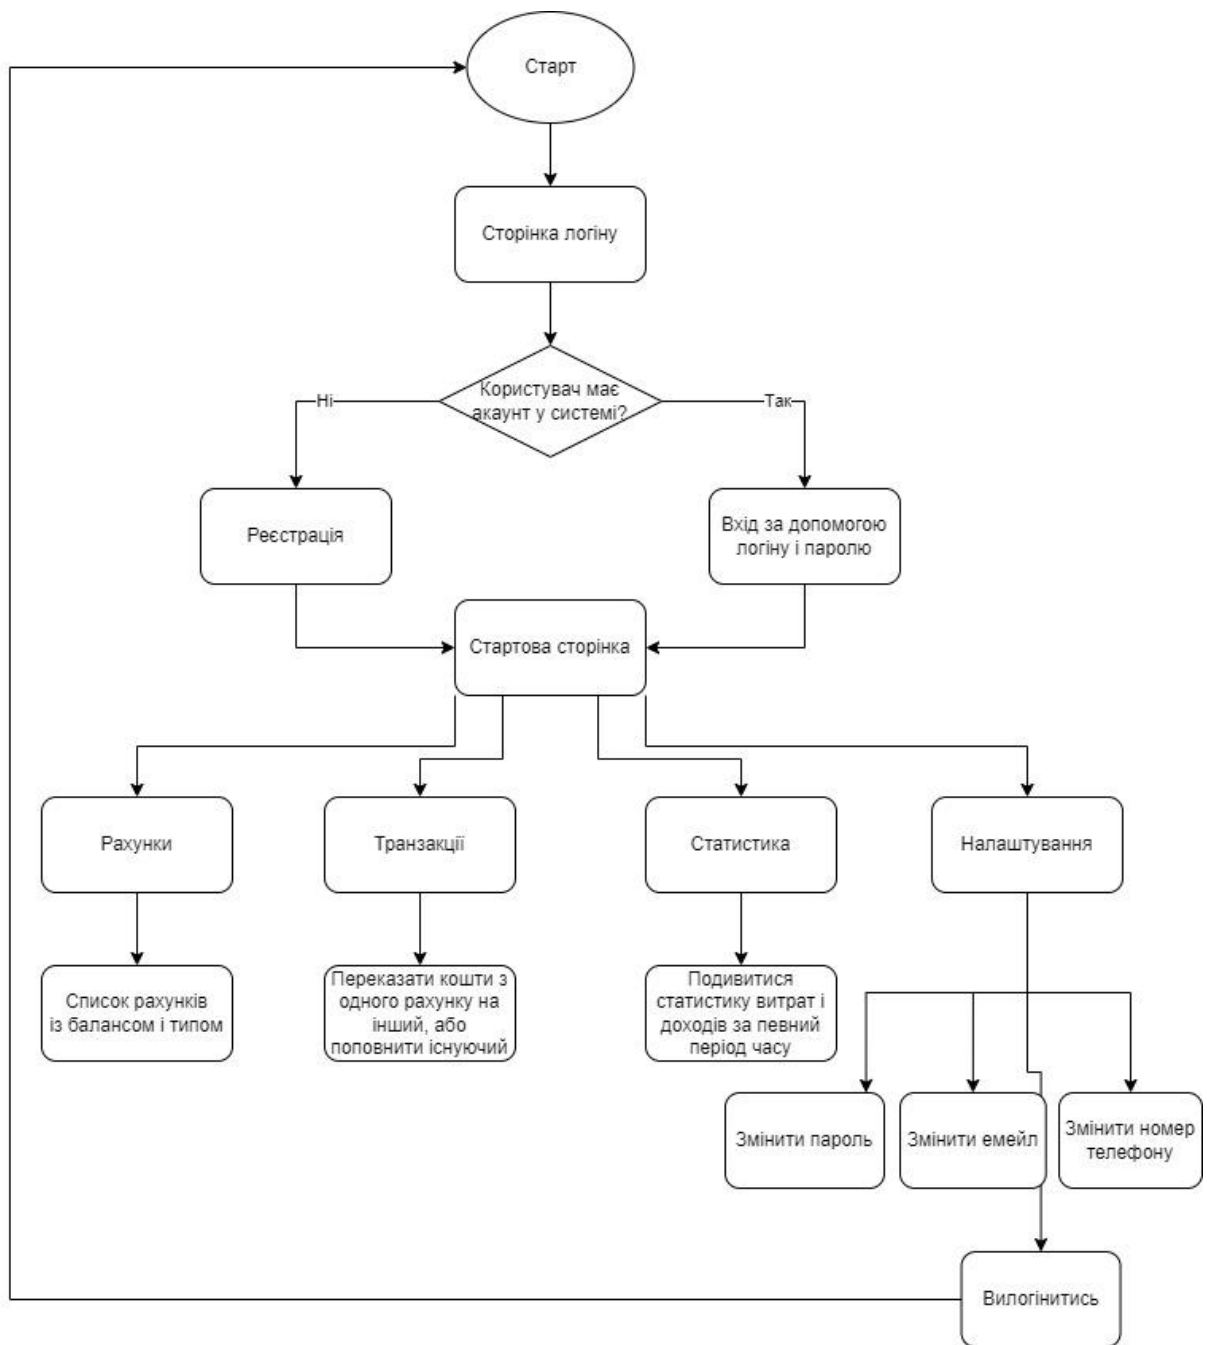 Старт
Сторінка логіну
Користувач має
акаунт у системі?
Ні
Так
Реєстрація
Вхід за допомогою
логіну і паролю
Стартова сторінка
Рахунки
Транзакції
Статистика
Налаштування
Список рахунків
із балансом і типом
Переказати кошти з
одного рахунку на
інший, або
поповнити існуючий
Подивитися
статистику витрат і
доходів за певний
період часу
Змінити пароль
Змінити емейл
Змінити номер
телефону
Вилогінитись